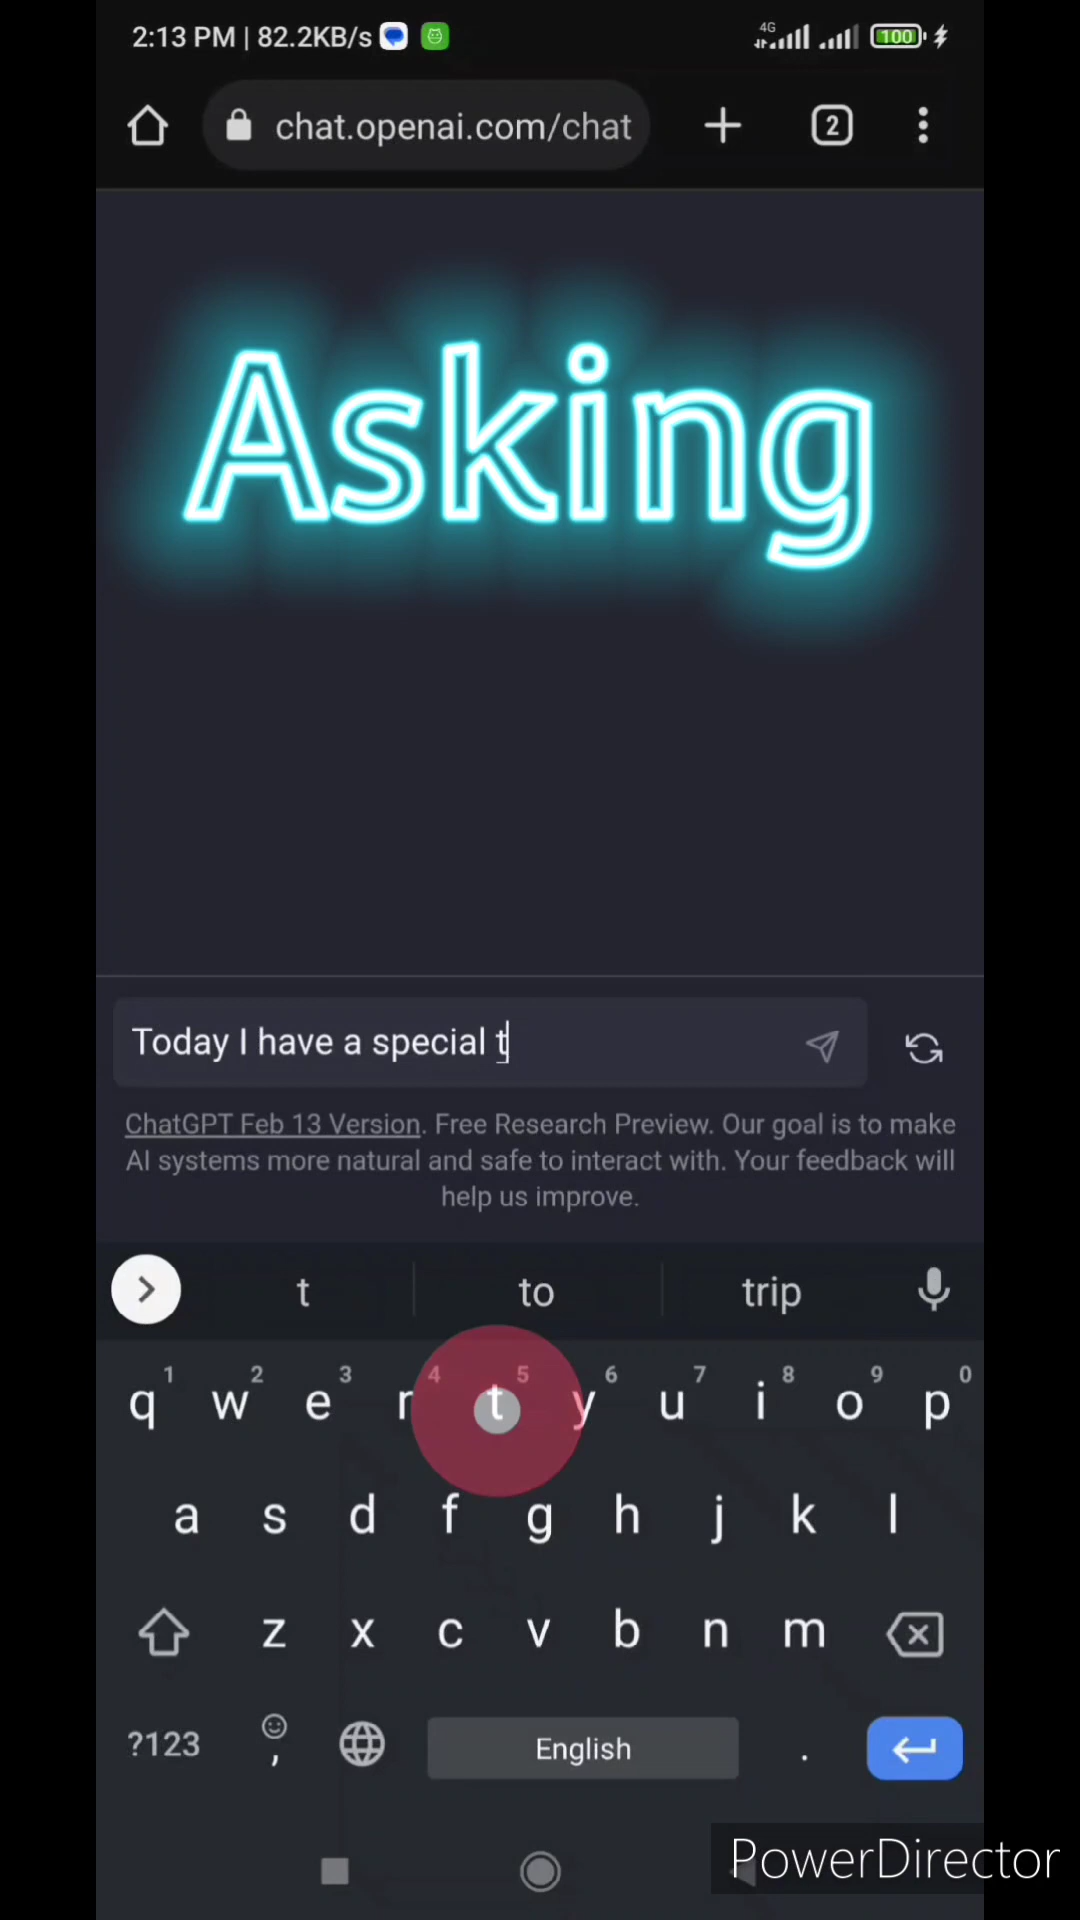 2:13 PM | 82.2KB/s 4G 100
chat.openai.com/chat 2
Asking
Today I have a special t
ChatGPT Feb 13 Version. Free Research Preview. Our goal is to make
AI systems more natural and safe to interact with. Your feedback will
help us improve.
t to trip
1 2 3 4 5 6 7 8 9 0
q w e r t y u i o p
a s d f g h j k l
z x c v b n m
?123 , English .
PowerDirector